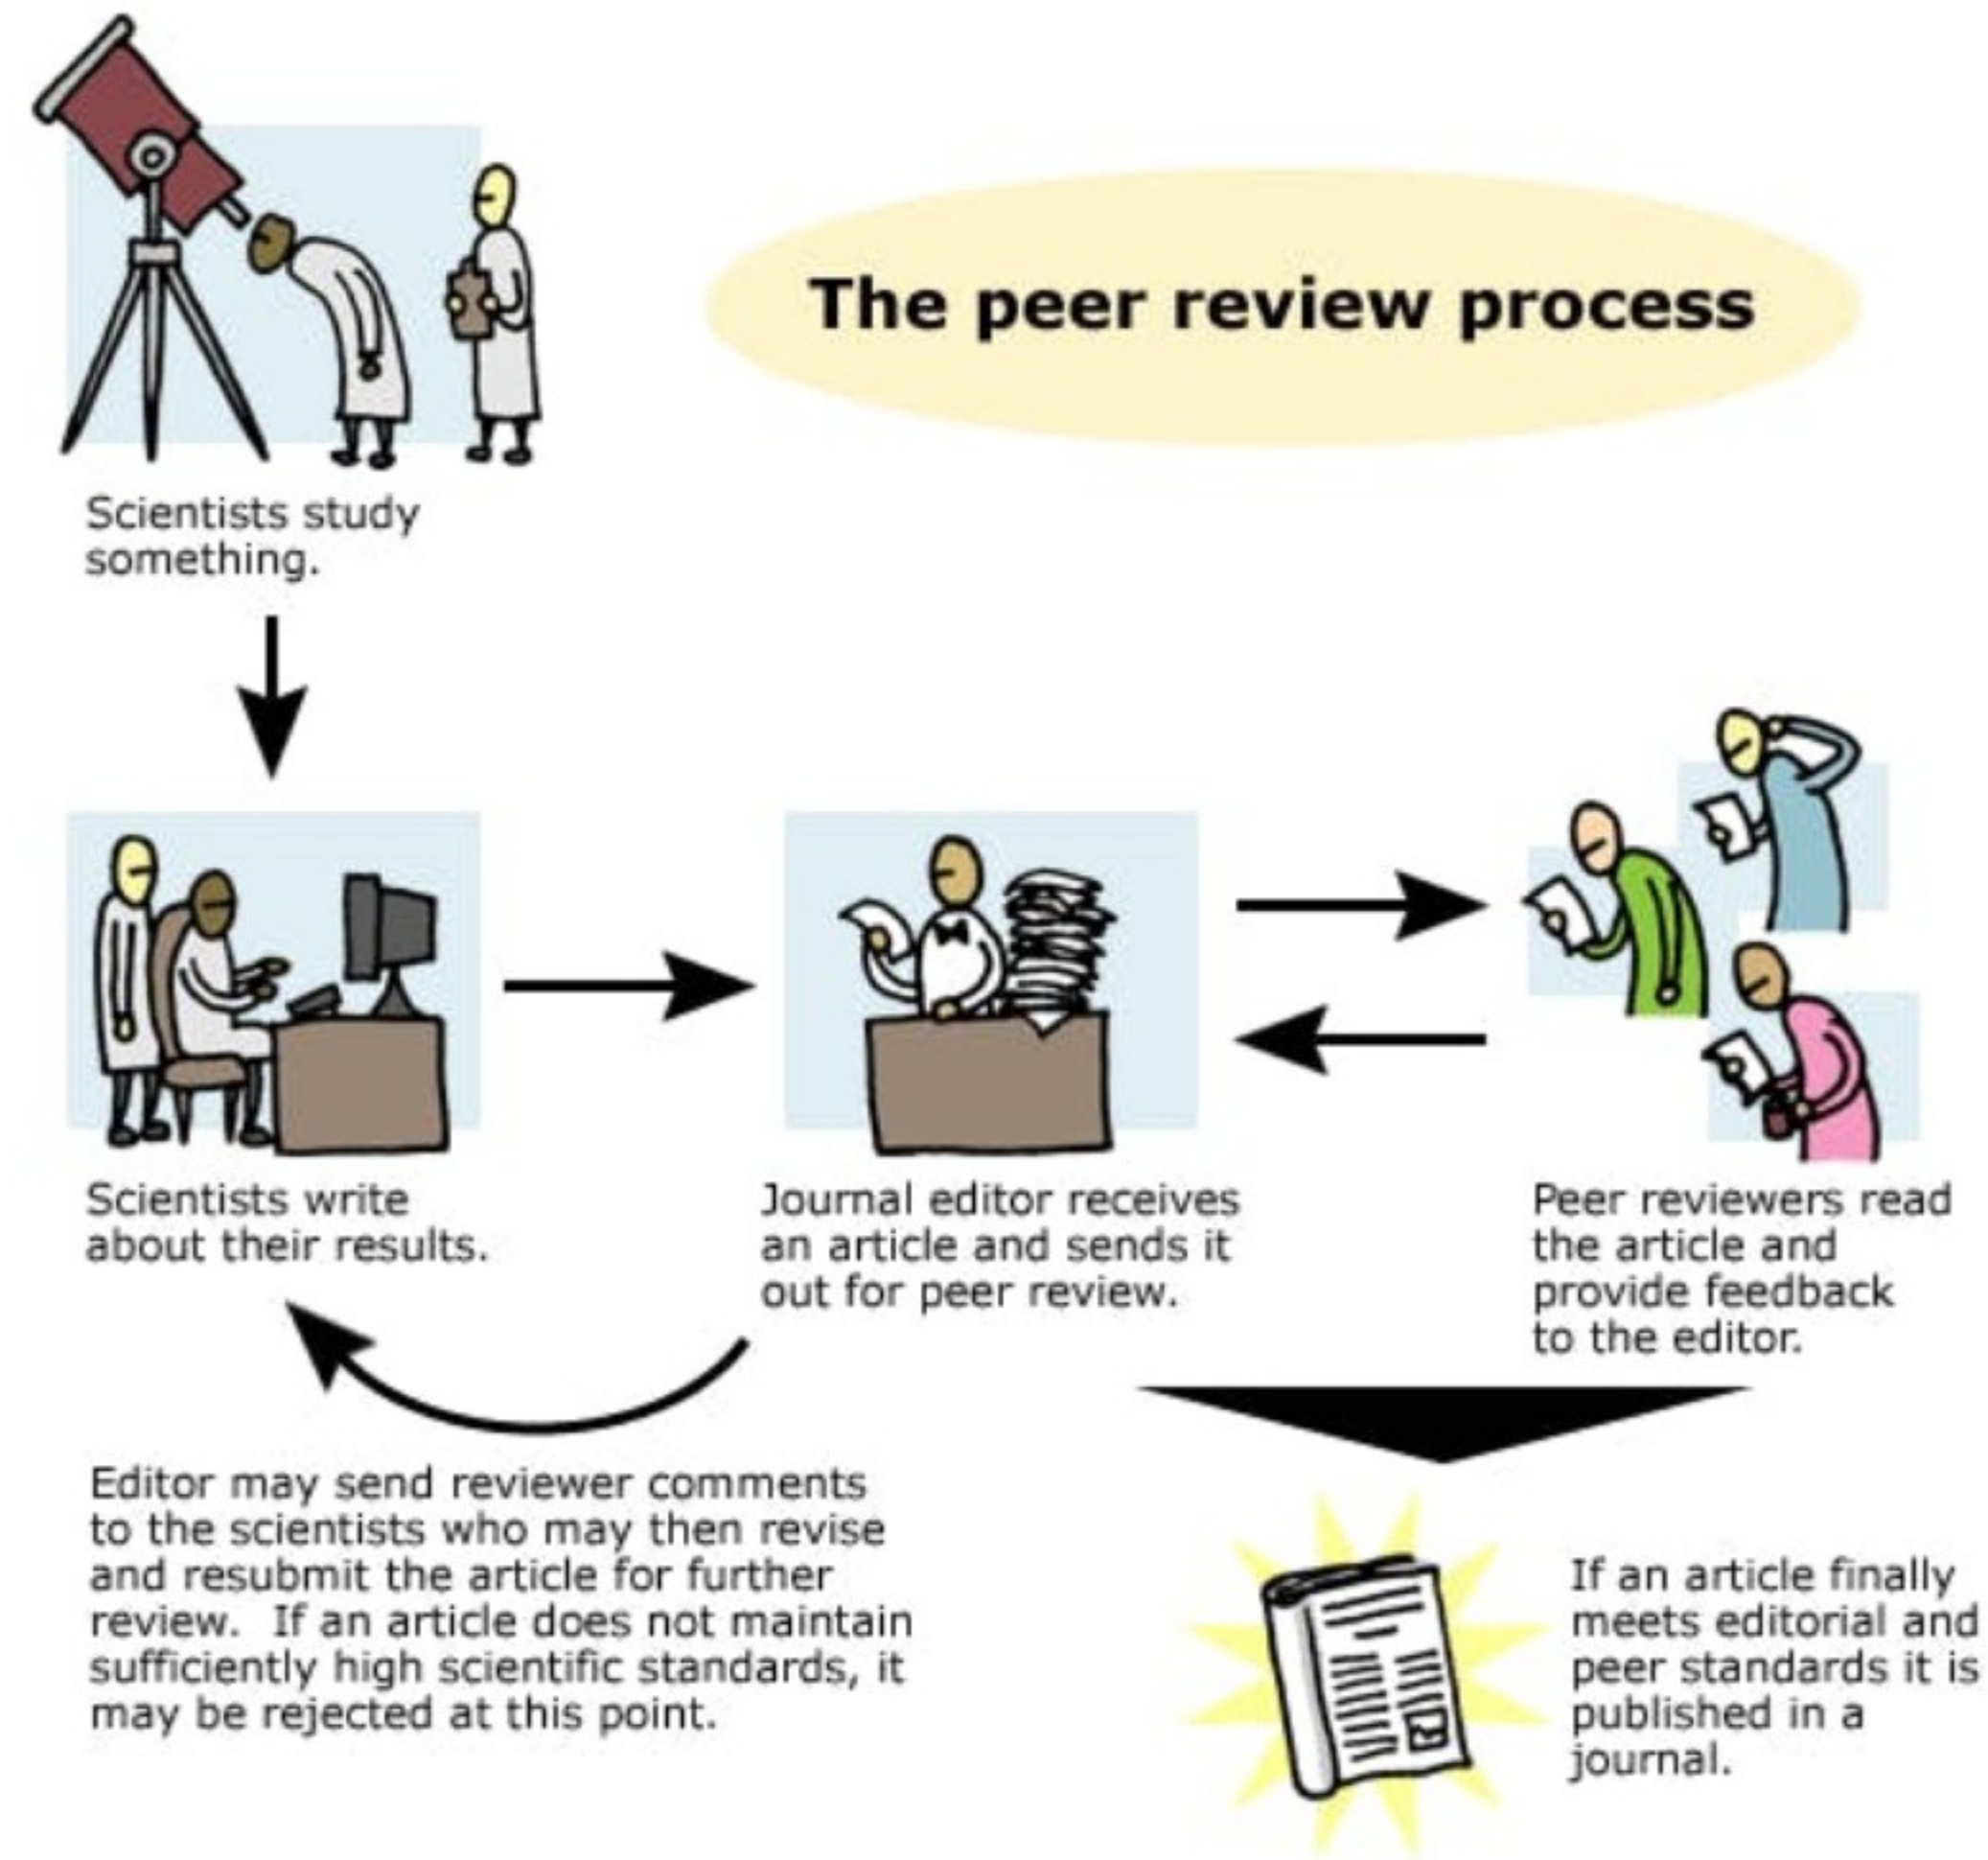 The peer review process
Scientists study
something.
Scientists write
about their results.
Journal editor receives
an article and sends it
out for peer review.
Peer reviewers read
the article and
provide feedback
to the editor.
Editor may send reviewer comments
to the scientists who may then revise
and resubmit the article for further
review.  If an article does not maintain
sufficiently high scientific standards, it
may be rejected at this point.
If an article finally
meets editorial and
peer standards it is
published in a
journal.